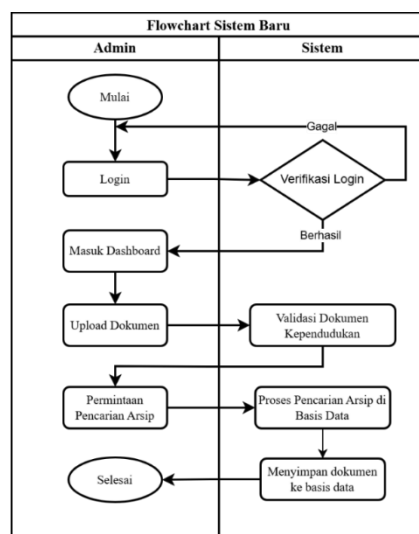 Flowchart Sistem Baru
Admin
Sistem
Mulai
Gagal
Login
Verifikasi Login
Berhasil
Masuk Dashboard
Upload Dokumen
Validasi Dokumen
Kependudukan
Permintaan
Pencarian Arsip
Proses Pencarian Arsip di
Basis Data
Selesai
Menyimpan dokumen
ke basis data